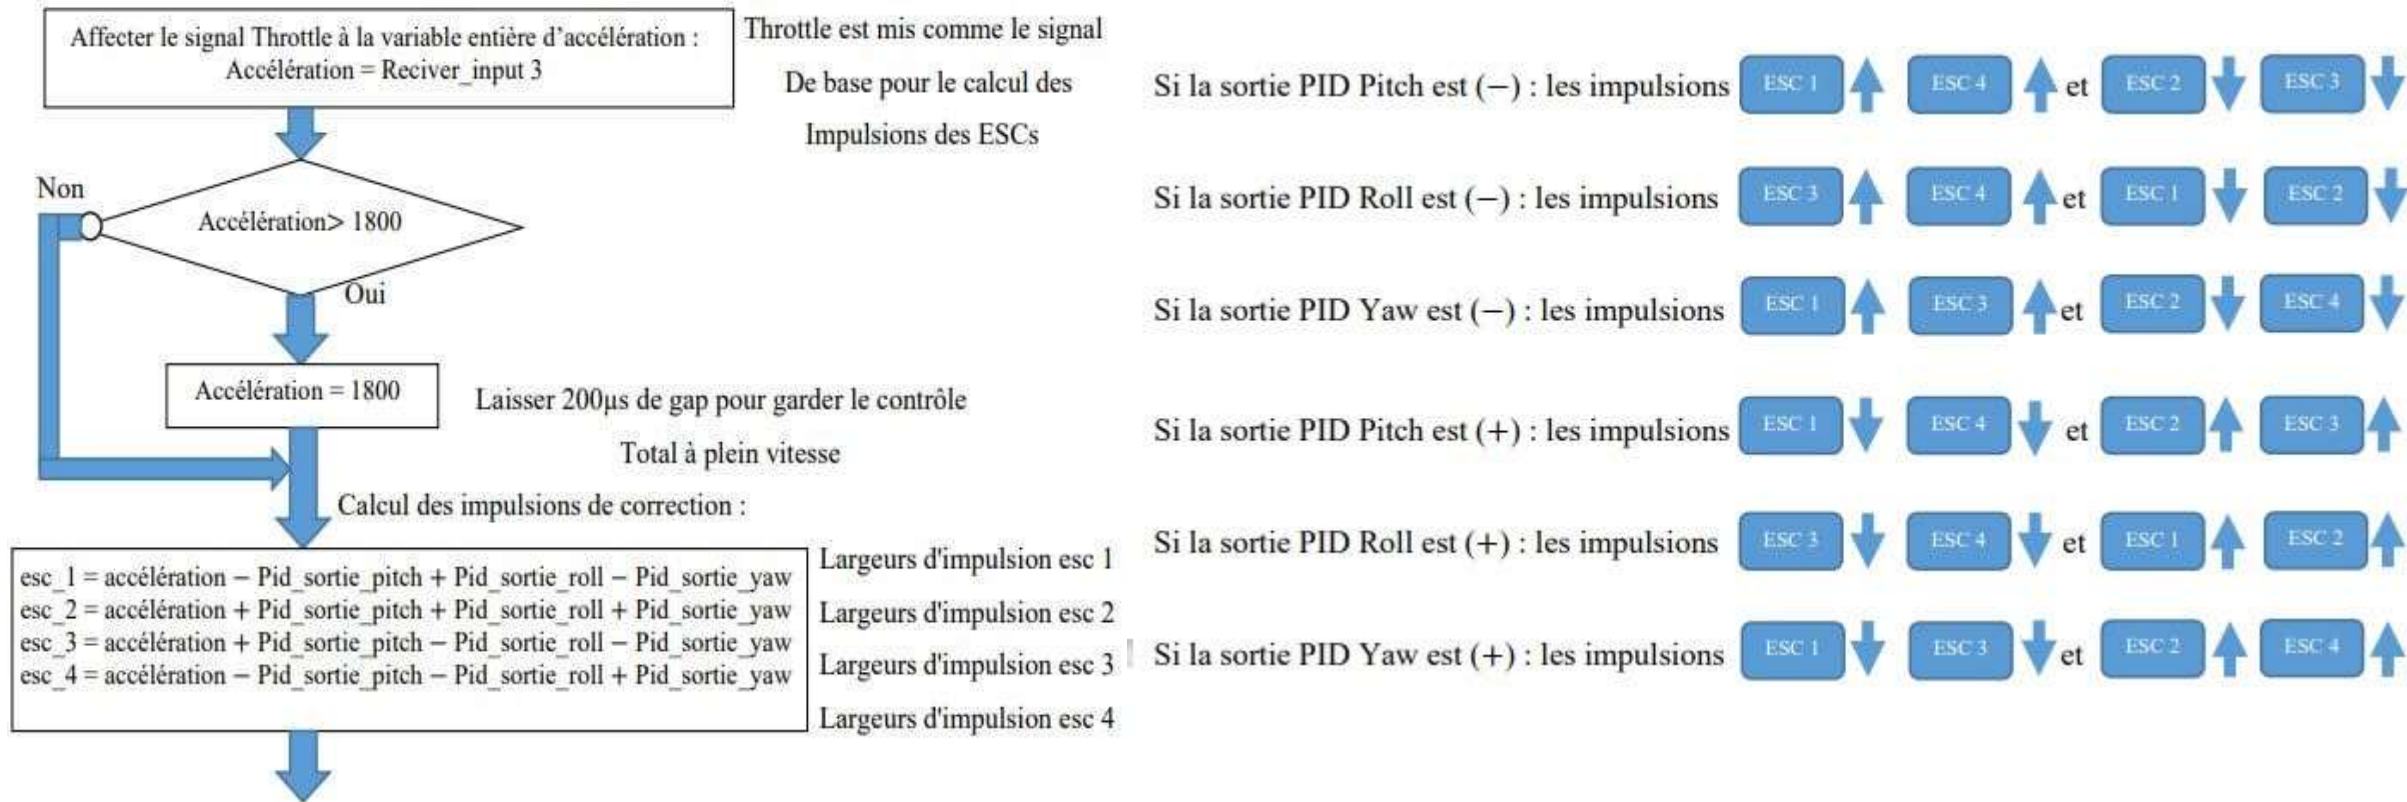 Affecter le signal Throttle à la variable entière d’accélération :
Accélération = Reciver_input 3
Throttle est mis comme le signal
De base pour le calcul des
Impulsions des ESCs
Non
Accélération> 1800
Oui
Accélération = 1800
Laisser 200µs de gap pour garder le contrôle
Total à plein vitesse
Calcul des impulsions de correction :
esc_1 = accélération − Pid_sortie_pitch + Pid_sortie_roll − Pid_sortie_yaw
esc_2 = accélération + Pid_sortie_pitch + Pid_sortie_roll + Pid_sortie_yaw
esc_3 = accélération + Pid_sortie_pitch − Pid_sortie_roll − Pid_sortie_yaw
esc_4 = accélération − Pid_sortie_pitch − Pid_sortie_roll + Pid_sortie_yaw
Largeurs d'impulsion esc 1
Largeurs d'impulsion esc 2
Largeurs d'impulsion esc 3
Largeurs d'impulsion esc 4
Si la sortie PID Pitch est (−) : les impulsions ESC 1 ESC 4 et ESC 2 ESC 3
Si la sortie PID Roll est (−) : les impulsions ESC 3 ESC 4 et ESC 1 ESC 2
Si la sortie PID Yaw est (−) : les impulsions ESC 1 ESC 3 et ESC 2 ESC 4
Si la sortie PID Pitch est (+) : les impulsions ESC 1 ESC 4 et ESC 2 ESC 3
Si la sortie PID Roll est (+) : les impulsions ESC 3 ESC 4 et ESC 1 ESC 2
Si la sortie PID Yaw est (+) : les impulsions ESC 1 ESC 3 et ESC 2 ESC 4